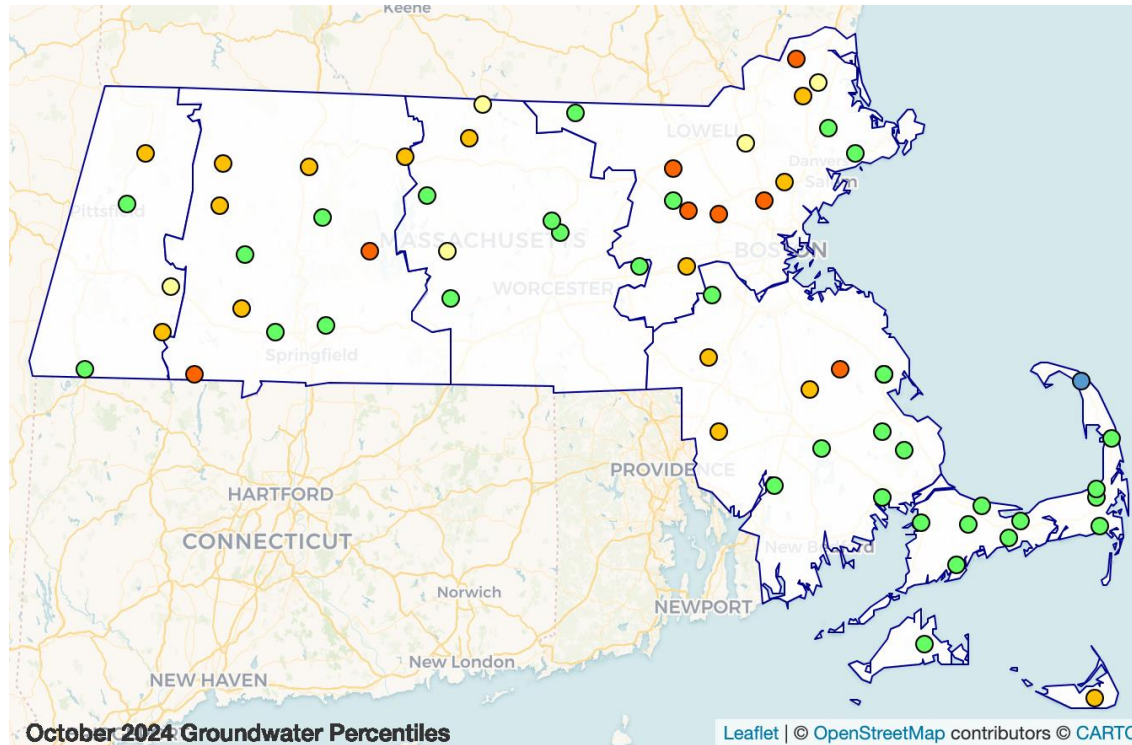 Keene
LOWELL
Danvers
Salem
Pittsfield
MASSACHUSETTS
BOSTON
WORCESTER
Springfield
PROVIDENCE
HARTFORD
CONNECTICUT
New Bedford
Norwich
NEWPORT
New London
NEW HAVEN
October 2024 Groundwater Percentiles
Leaflet | © OpenStreetMap contributors © CARTO